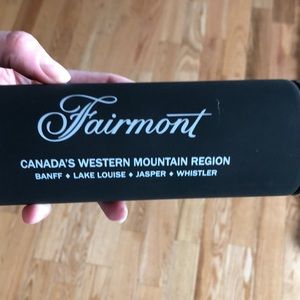 Fairmont
CANADA'S WESTERN MOUNTAIN REGION
BANFF ♦ LAKE LOUISE ♦ JASPER ♦ WHISTLER